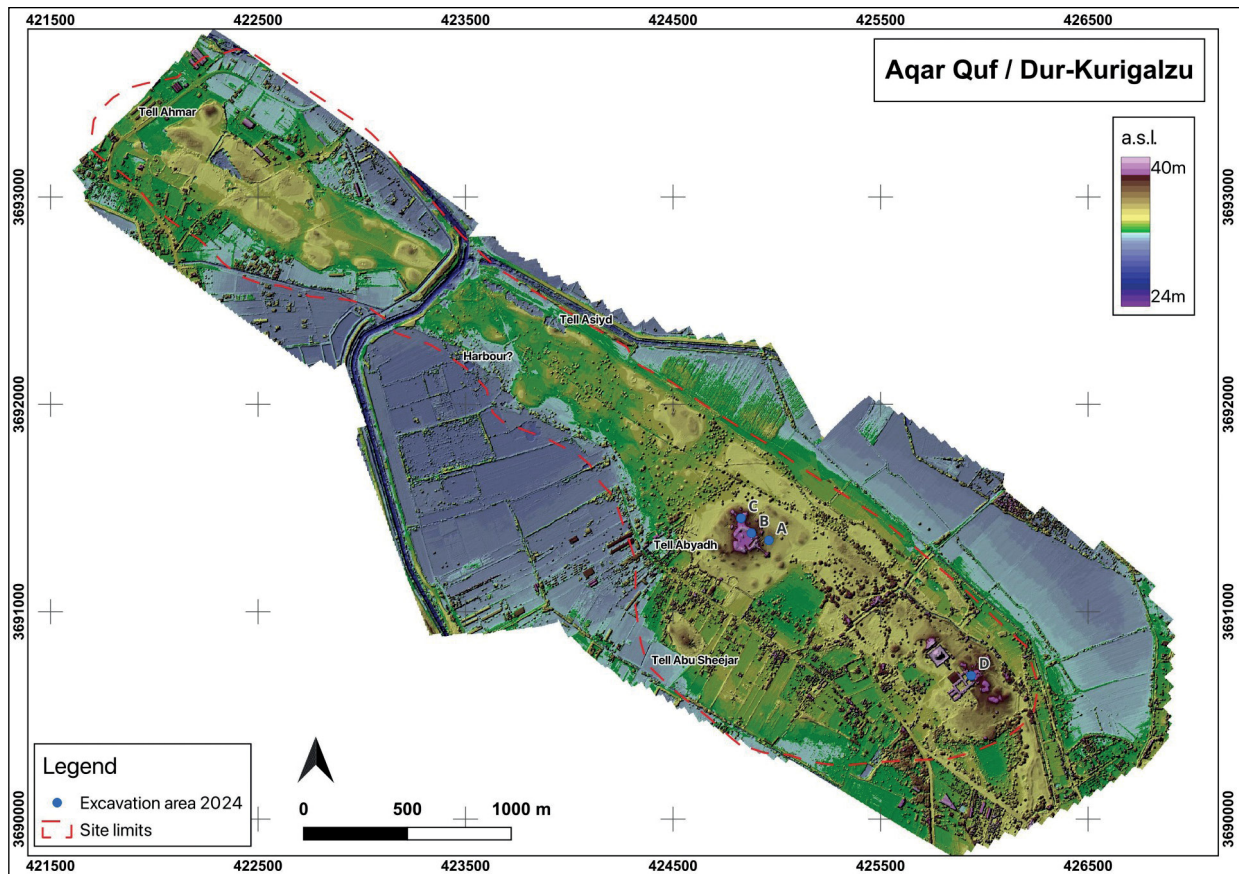 421500 422500 423500 424500 425500 426500
Aqar Quf / Dur-Kurigalzu
a.s.l.
40m
24m
Tell Ahmar
3693000 3693000
Tell Asiyd
Harbour?
3692000 3692000
C
B
A
Tell Abyadh
3691000 3691000
Tell Abu Sheejar
D
Legend
Excavation area 2024
Site limits
0 500 1000 m
3690000 3690000
421500 422500 423500 424500 425500 426500